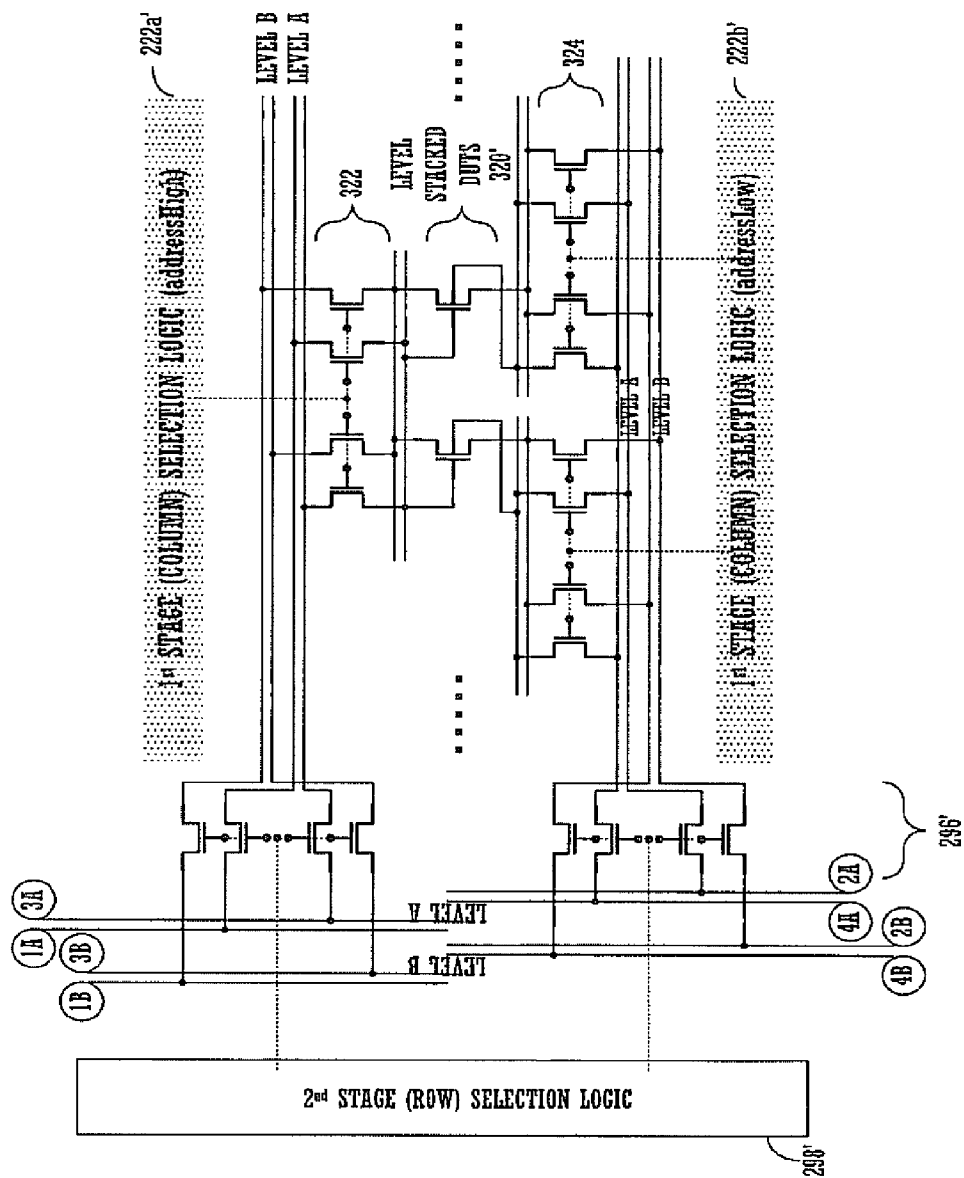 222a'
1st STAGE (COLUMN) SELECTION LOGIC (addressHigh)
LEVEL B
LEVEL A
322
LEVEL
STACKED
DUTS
320'
324
LEVEL A
LEVEL B
1st STAGE (COLUMN) SELECTION LOGIC (addressLow)
222b'
296'
3A
1A
3B
1B
LEVEL A
LEVEL B
2A
4A
2B
4B
2nd STAGE (ROW) SELECTION LOGIC
298'